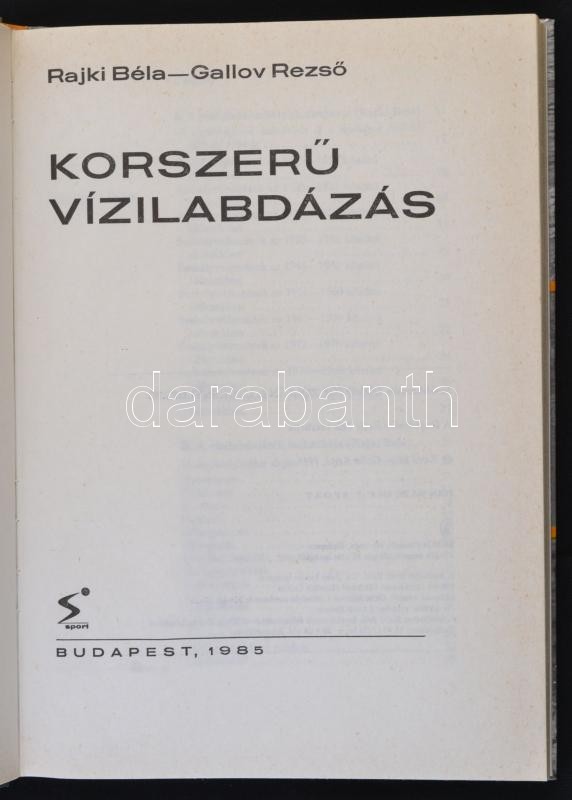 Rajki Béla—Gallov Rezső
KORSZERŰ
VÍZILABDÁZÁS
darabanth
sport
BUDAPEST, 1985